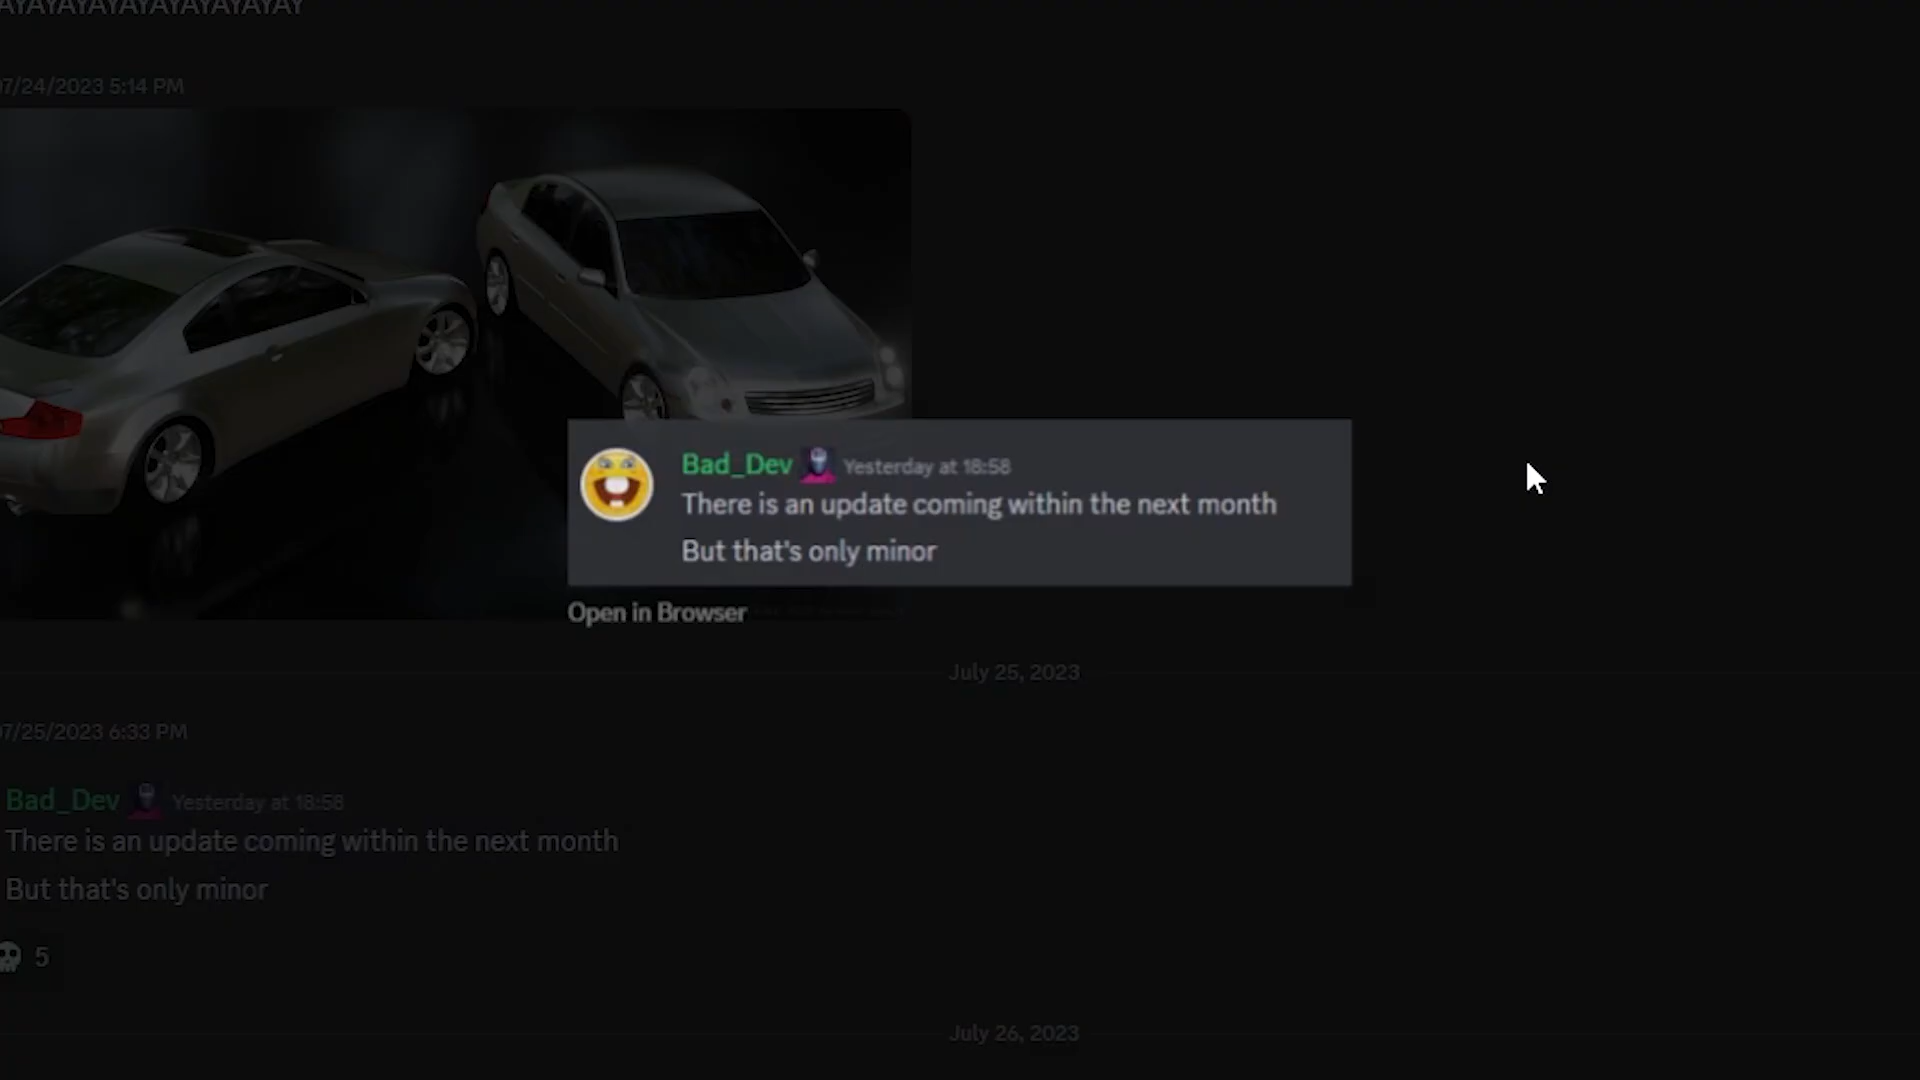 07/24/2023 5:14 PM
Bad_Dev Yesterday at 18:58
There is an update coming within the next month
But that's only minor
Open in Browser
July 25, 2023
07/25/2023 6:33 PM
Bad_Dev Yesterday at 18:58
There is an update coming within the next month
But that's only minor
5
July 26, 2023